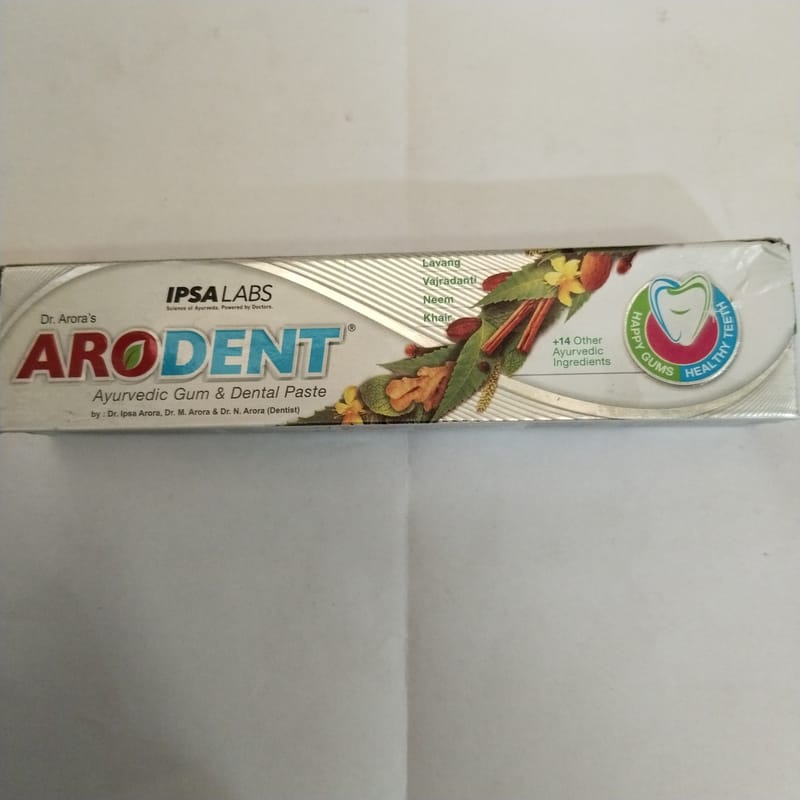 IPSA LABS
Science of Ayurveda, Powered by Doctors.
Dr. Arora's
ARODENT®
Ayurvedic Gum & Dental Paste
by : Dr. Ipsa Arora, Dr. M. Arora & Dr. N. Arora (Dentist)
Lavang
Vajradanti
Neem
Khair
+14 Other
Ayurvedic
Ingredients
HAPPY GUMS HEALTHY TEETH